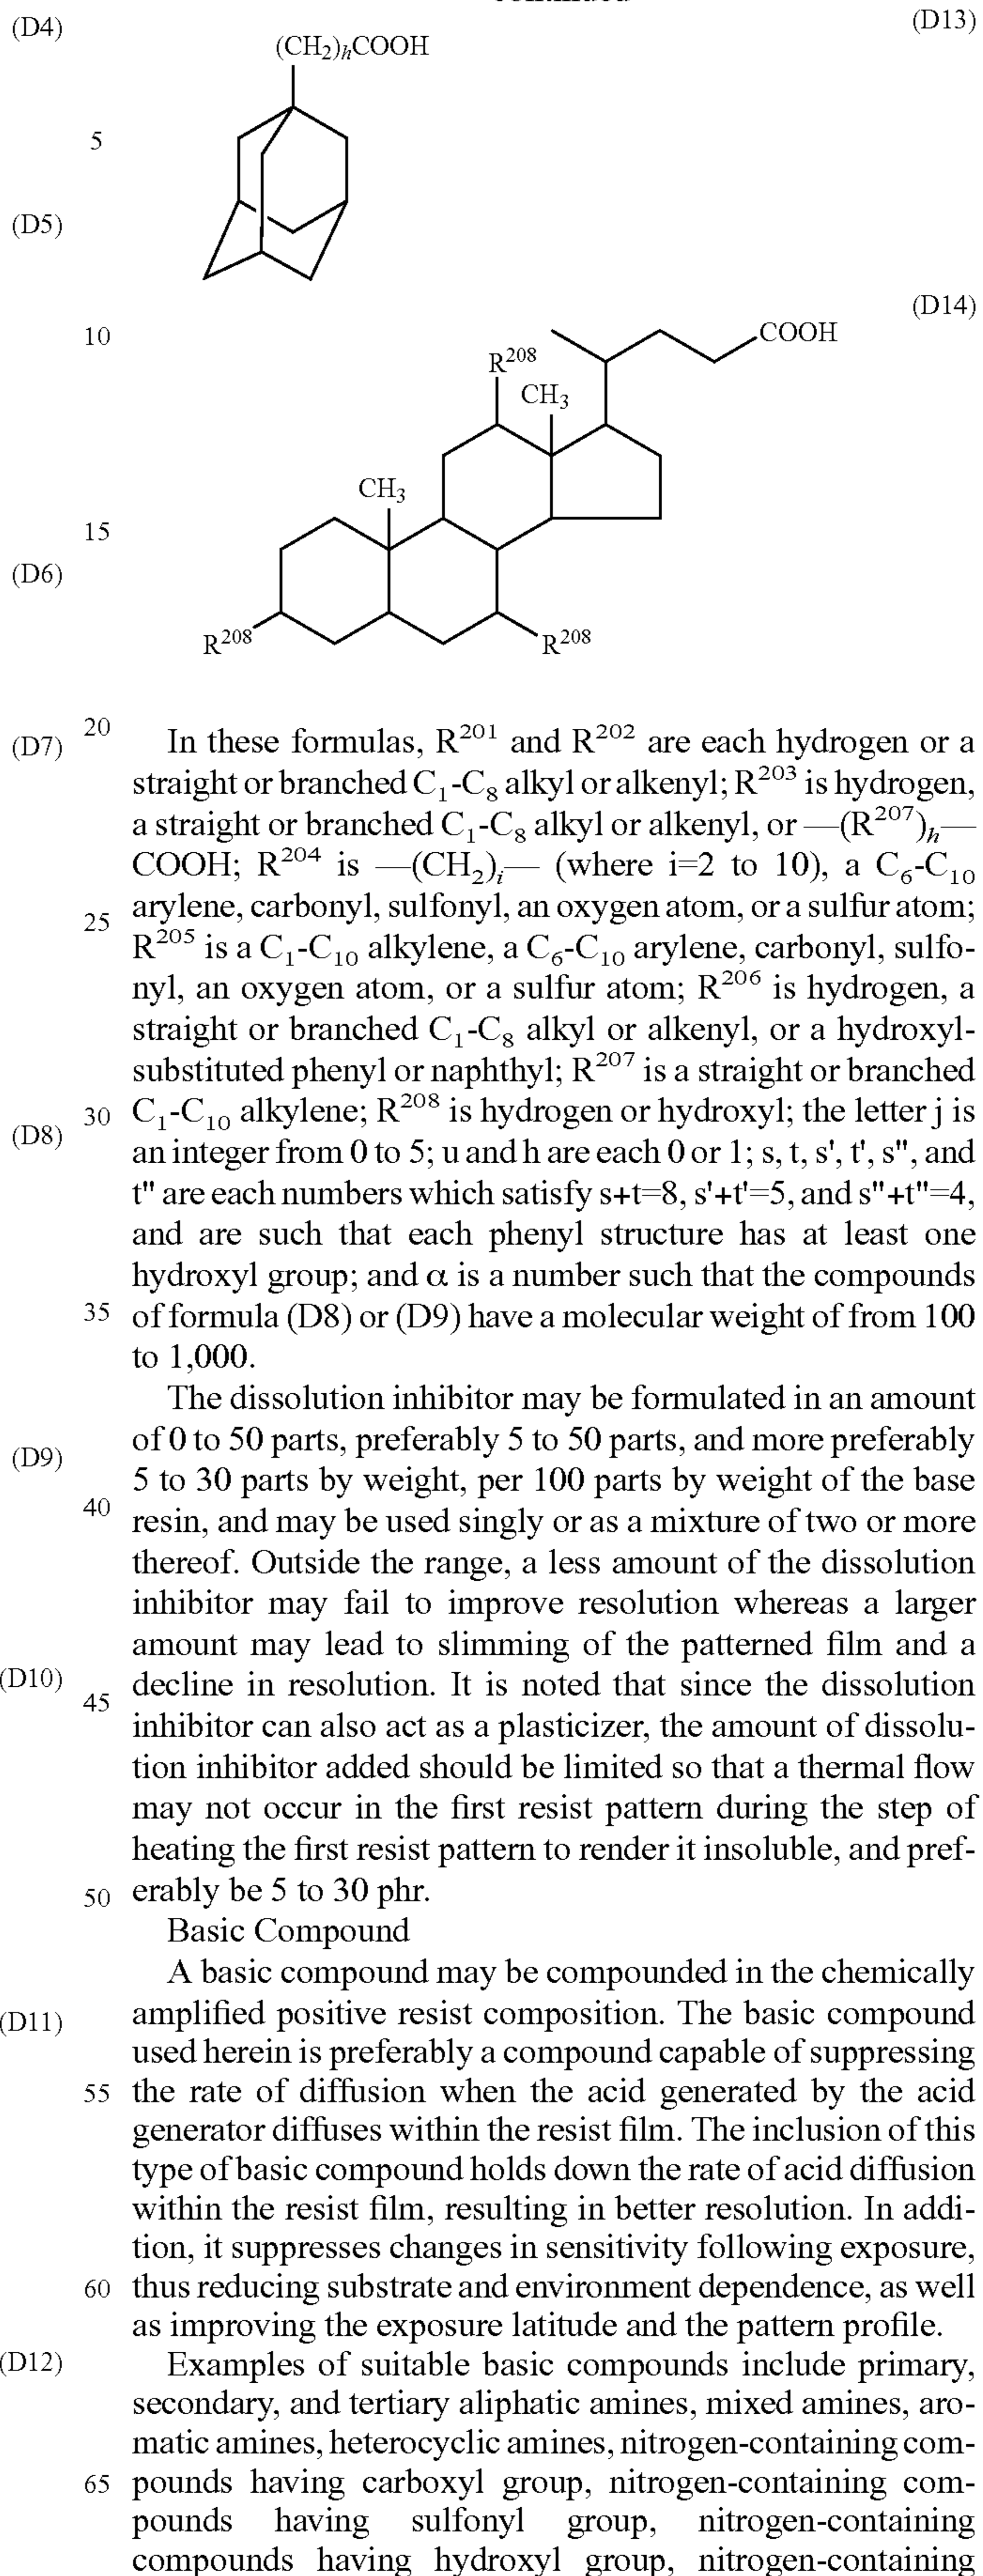 (D4)
(D13)
(CH2)hCOOH
5
(D5)
(D14)
10
COOH
R208
CH3
CH3
15
(D6)
R208
R208
20
(D7)
In these formulas, R201 and R202 are each hydrogen or a
straight or branched C1-C8 alkyl or alkenyl; R203 is hydrogen,
a straight or branched C1-C8 alkyl or alkenyl, or —(R207)h—
COOH; R204 is —(CH2)i— (where i=2 to 10), a C6-C10
25
arylene, carbonyl, sulfonyl, an oxygen atom, or a sulfur atom;
R205 is a C1-C10 alkylene, a C6-C10 arylene, carbonyl, sulfo-
nyl, an oxygen atom, or a sulfur atom; R206 is hydrogen, a
straight or branched C1-C8 alkyl or alkenyl, or a hydroxyl-
substituted phenyl or naphthyl; R207 is a straight or branched
30
(D8)
C1-C10 alkylene; R208 is hydrogen or hydroxyl; the letter j is
an integer from 0 to 5; u and h are each 0 or 1; s, t, s', t', s", and
t" are each numbers which satisfy s+t=8, s'+t'=5, and s"+t"=4,
and are such that each phenyl structure has at least one
hydroxyl group; and α is a number such that the compounds
35
of formula (D8) or (D9) have a molecular weight of from 100
to 1,000.
The dissolution inhibitor may be formulated in an amount
of 0 to 50 parts, preferably 5 to 50 parts, and more preferably
(D9)
5 to 30 parts by weight, per 100 parts by weight of the base
40
resin, and may be used singly or as a mixture of two or more
thereof. Outside the range, a less amount of the dissolution
inhibitor may fail to improve resolution whereas a larger
amount may lead to slimming of the patterned film and a
(D10)
45
decline in resolution. It is noted that since the dissolution
inhibitor can also act as a plasticizer, the amount of dissolu-
tion inhibitor added should be limited so that a thermal flow
may not occur in the first resist pattern during the step of
heating the first resist pattern to render it insoluble, and pref-
50
erably be 5 to 30 phr.
Basic Compound
A basic compound may be compounded in the chemically
(D11)
amplified positive resist composition. The basic compound
used herein is preferably a compound capable of suppressing
55
the rate of diffusion when the acid generated by the acid
generator diffuses within the resist film. The inclusion of this
type of basic compound holds down the rate of acid diffusion
within the resist film, resulting in better resolution. In addi-
tion, it suppresses changes in sensitivity following exposure,
60
thus reducing substrate and environment dependence, as well
as improving the exposure latitude and the pattern profile.
(D12)
Examples of suitable basic compounds include primary,
secondary, and tertiary aliphatic amines, mixed amines, aro-
matic amines, heterocyclic amines, nitrogen-containing com-
65
pounds having carboxyl group, nitrogen-containing com-
pounds having sulfonyl group, nitrogen-containing
compounds having hydroxyl group, nitrogen-containing